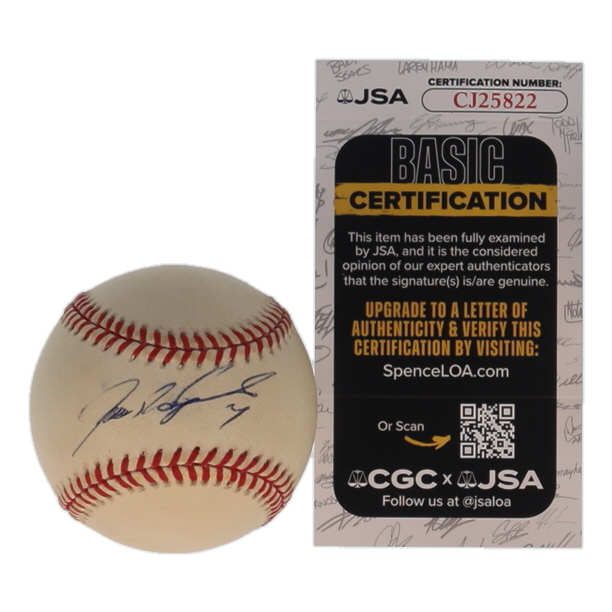 LARRY HAMA
CERTIFICATION NUMBER:
JSA
CJ25822
BASIC
CERTIFICATION
This item has been fully examined
by JSA, and it is the considered
opinion of our expert authenticators
that the signature(s) is/are genuine.
UPGRADE TO A LETTER OF
AUTHENTICITY & VERIFY THIS
CERTIFICATION BY VISITING:
SpenceLOA.com
Or Scan
CGC x JSA
Follow us at @jsaloa